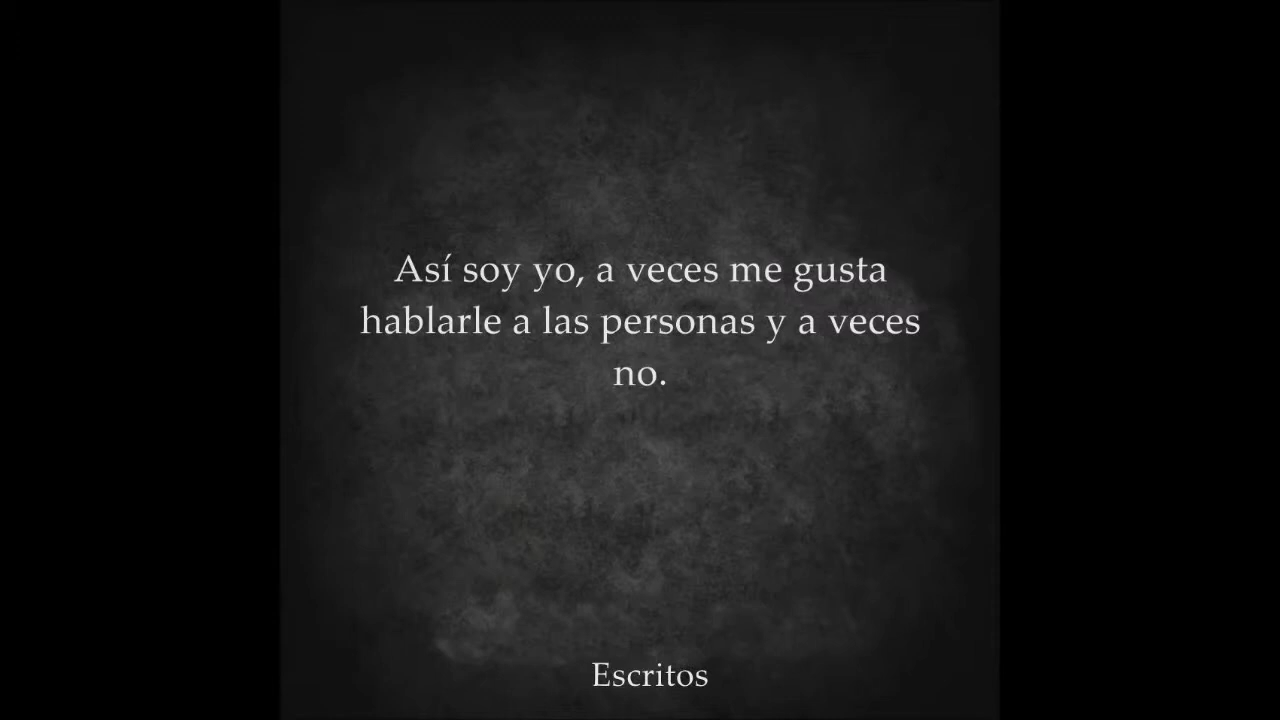 Así soy yo, a veces me gusta
hablarle a las personas y a veces
no.
Escritos